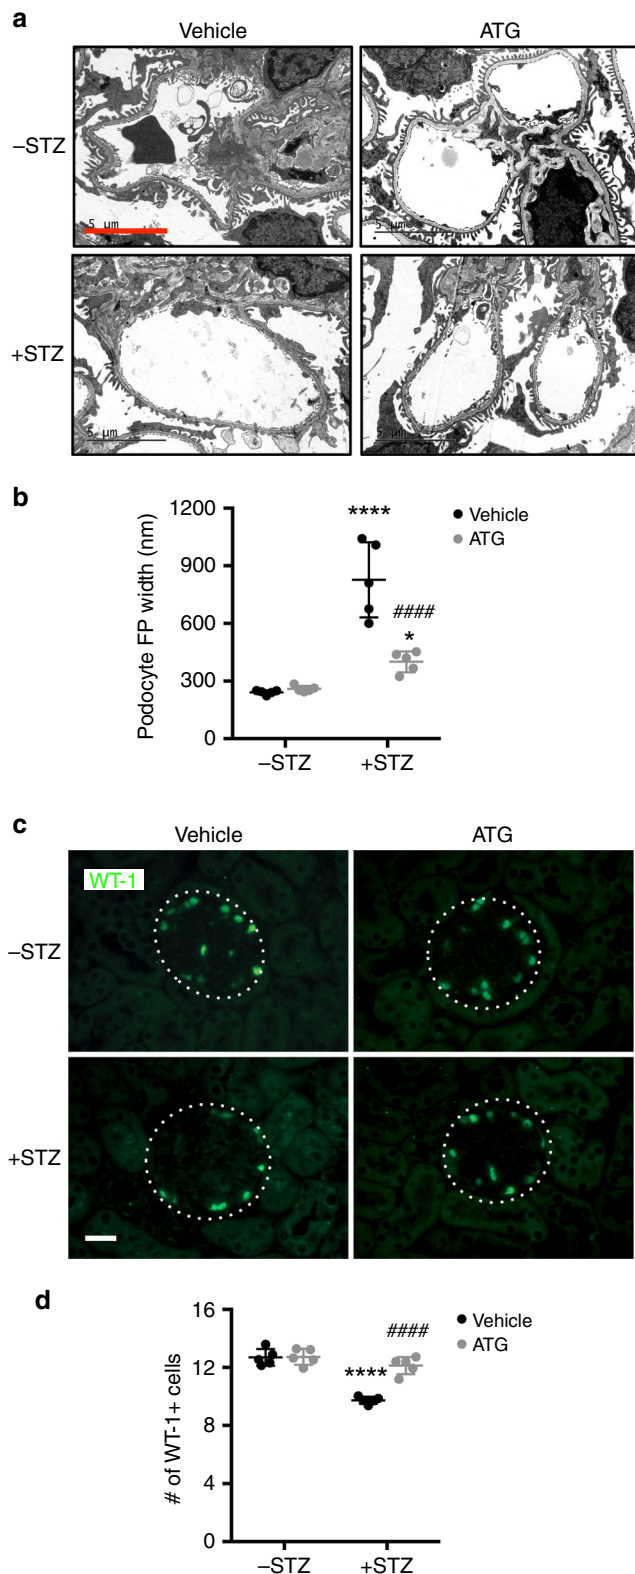 a
Vehicle
ATG
–STZ
5 µm
5 µm
+STZ
5 µm
5 µm
b
Podocyte FP width (nm)
1200
900
600
300
0
****
####
*
Vehicle
ATG
–STZ
+STZ
c
Vehicle
ATG
WT-1
–STZ
+STZ
d
# of WT-1+ cells
16
12
8
4
0
****
####
Vehicle
ATG
–STZ
+STZ